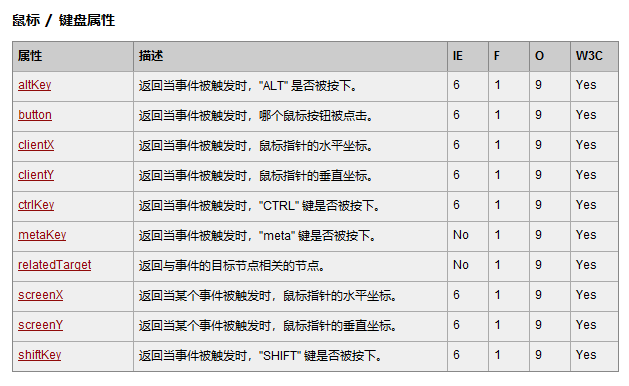 鼠标 / 键盘属性
属性 描述 IE F O W3C
altKey 返回当事件被触发时，"ALT" 是否被按下。 6 1 9 Yes
button 返回当事件被触发时，哪个鼠标按钮被点击。 6 1 9 Yes
clientX 返回当事件被触发时，鼠标指针的水平坐标。 6 1 9 Yes
clientY 返回当事件被触发时，鼠标指针的垂直坐标。 6 1 9 Yes
ctrlKey 返回当事件被触发时，"CTRL" 键是否被按下。 6 1 9 Yes
metaKey 返回当事件被触发时，"meta" 键是否被按下。 No 1 9 Yes
relatedTarget 返回与事件的目标节点相关的节点。 No 1 9 Yes
screenX 返回当某个事件被触发时，鼠标指针的水平坐标。 6 1 9 Yes
screenY 返回当某个事件被触发时，鼠标指针的垂直坐标。 6 1 9 Yes
shiftKey 返回当事件被触发时，"SHIFT" 键是否被按下。 6 1 9 Yes